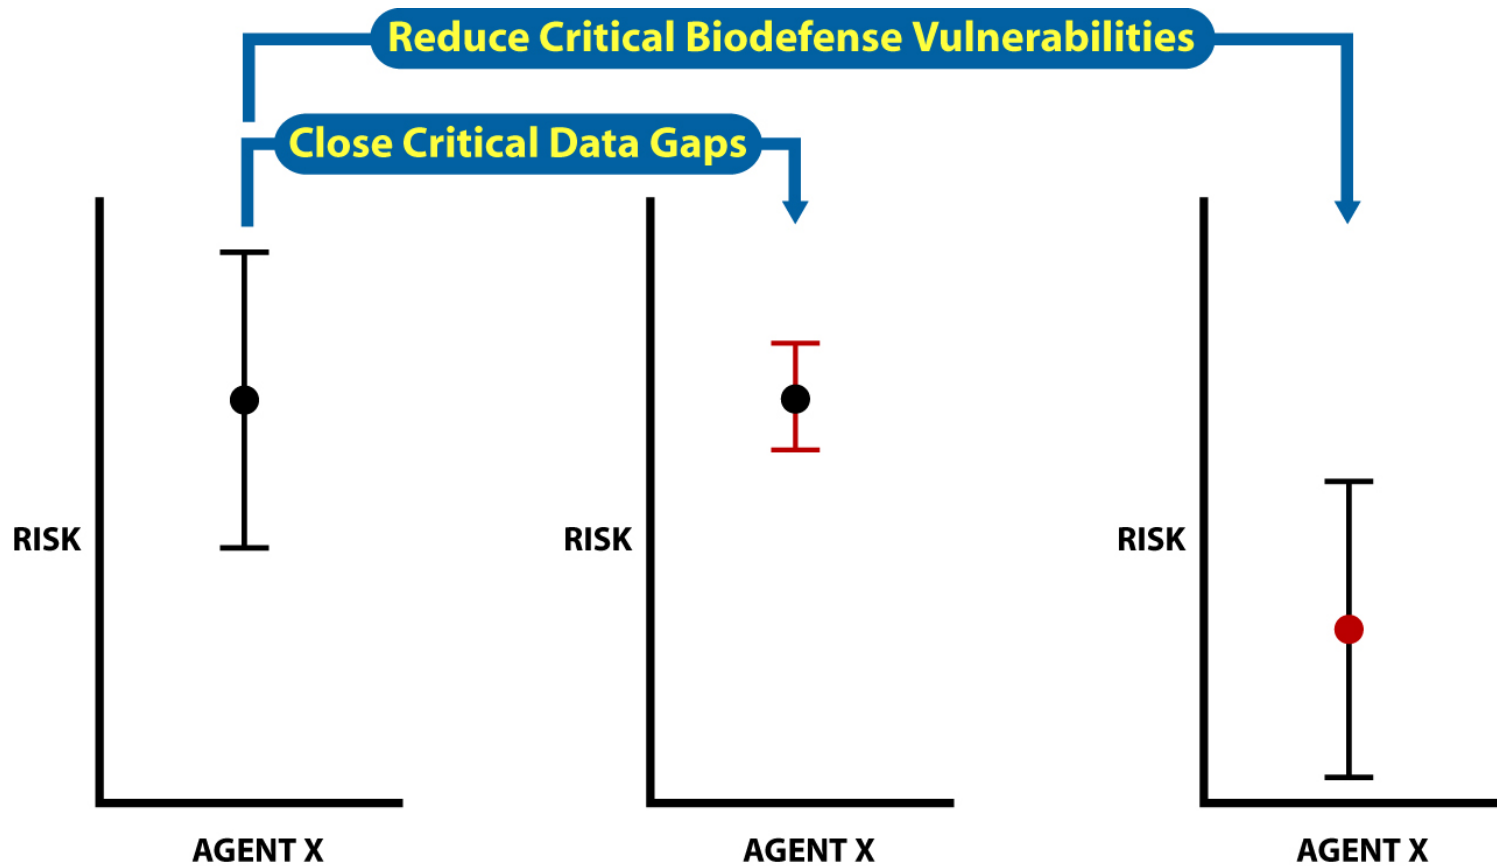 Reduce Critical Biodefense Vulnerabilities
Close Critical Data Gaps
RISK
RISK
RISK
AGENT X
AGENT X
AGENT X